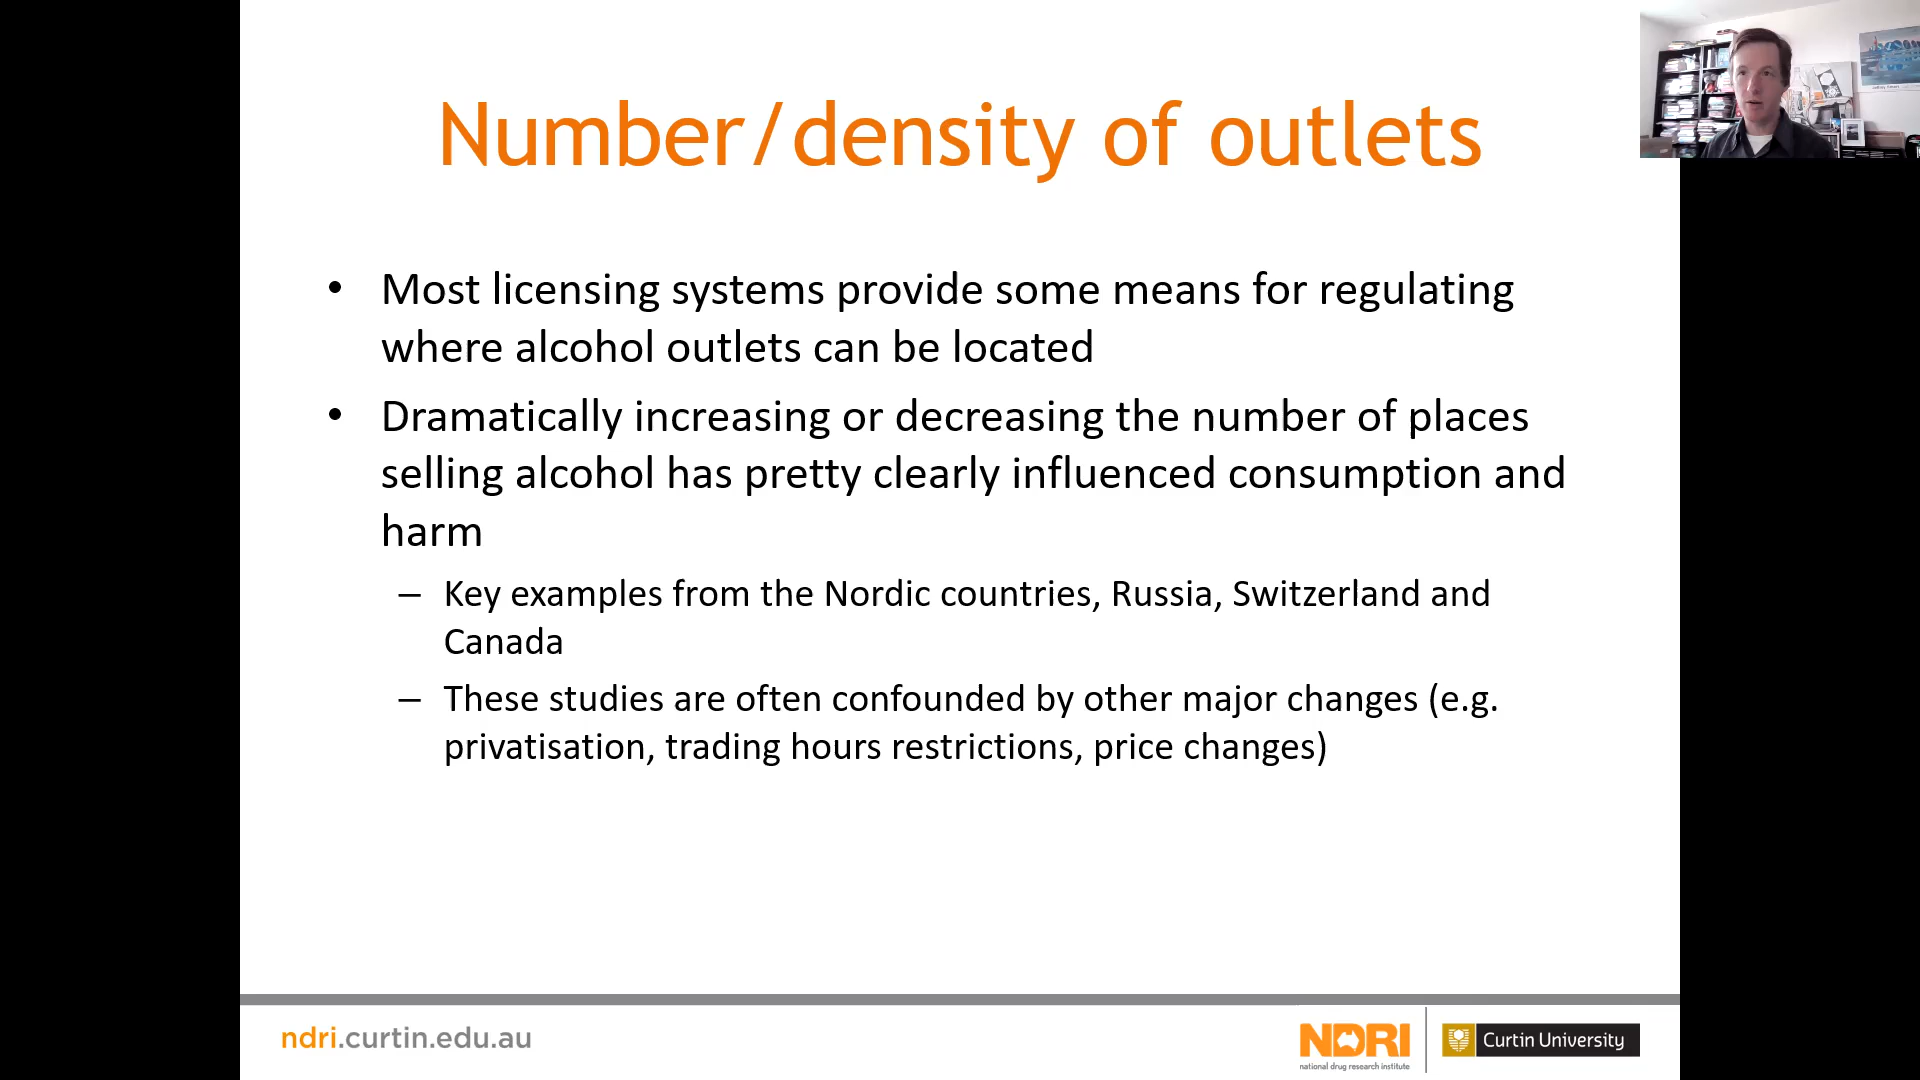 Number/density of outlets
• Most licensing systems provide some means for regulating
where alcohol outlets can be located
• Dramatically increasing or decreasing the number of places
selling alcohol has pretty clearly influenced consumption and
harm
– Key examples from the Nordic countries, Russia, Switzerland and
Canada
– These studies are often confounded by other major changes (e.g.
privatisation, trading hours restrictions, price changes)
ndri.curtin.edu.au
NDRI
national drug research institute
Curtin University